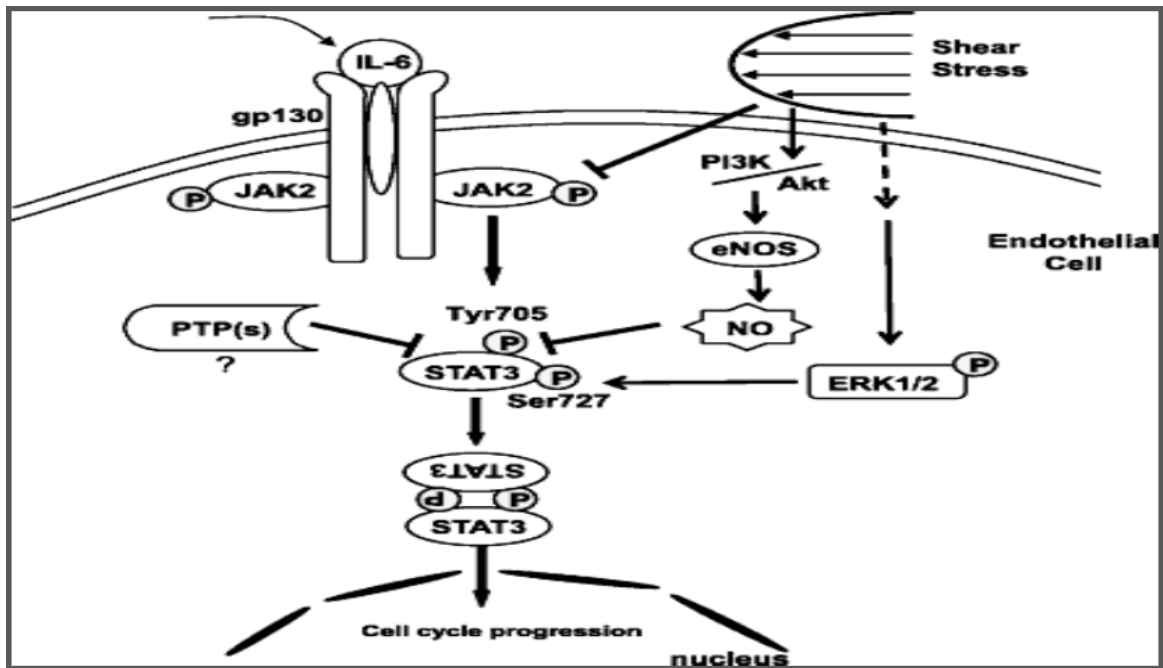 IL-6
Shear
Stress
gp130
PI3K
Akt
JAK2
P
JAK2
P
eNOS
Endothelial
Cell
Tyr705
PTP(s)
?
NO
P
STAT3
P
Ser727
ERK1/2
P
STAT3
P
P
STAT3
Cell cycle progression
nucleus